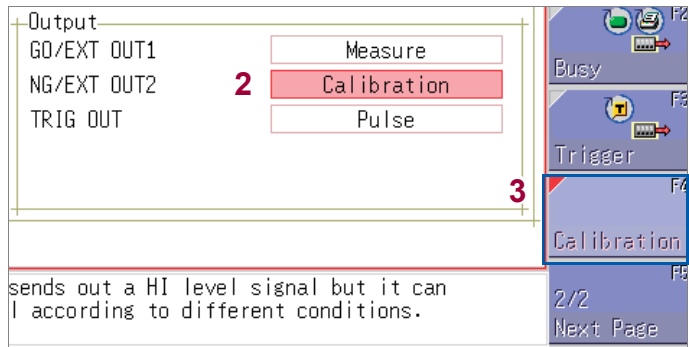 Output
GO/EXT OUT1 Measure
NG/EXT OUT2 2 Calibration
TRIG OUT Pulse
3
sends out a HI level signal but it can
l according to different conditions.
F2
Busy
F3
Trigger
F4
Calibration
F5
2/2
Next Page